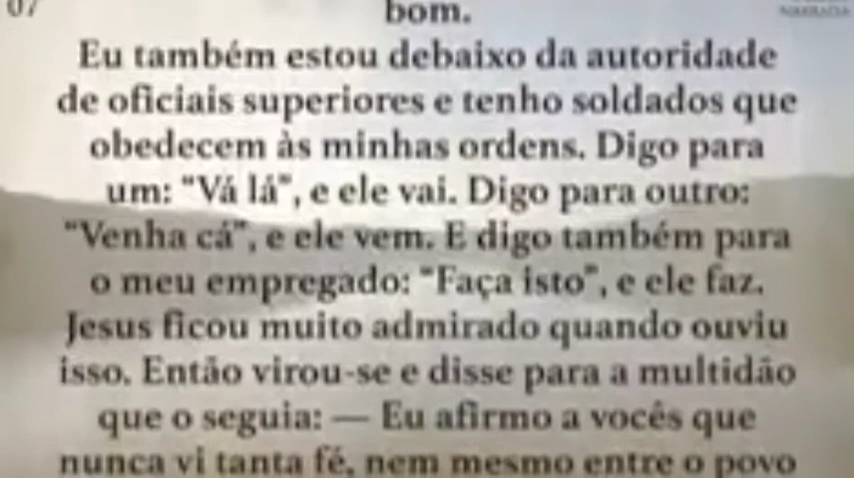 07
bom.
Eu também estou debaixo da autoridade
de oficiais superiores e tenho soldados que
obedecem às minhas ordens. Digo para
um: "Vá lá", e ele vai. Digo para outro:
"Venha cá", e ele vem. E digo também para
o meu empregado: "Faça isto", e ele faz.
Jesus ficou muito admirado quando ouviu
isso. Então virou-se e disse para a multidão
que o seguia: — Eu afirmo a vocês que
nunca vi tanta fé, nem mesmo entre o povo